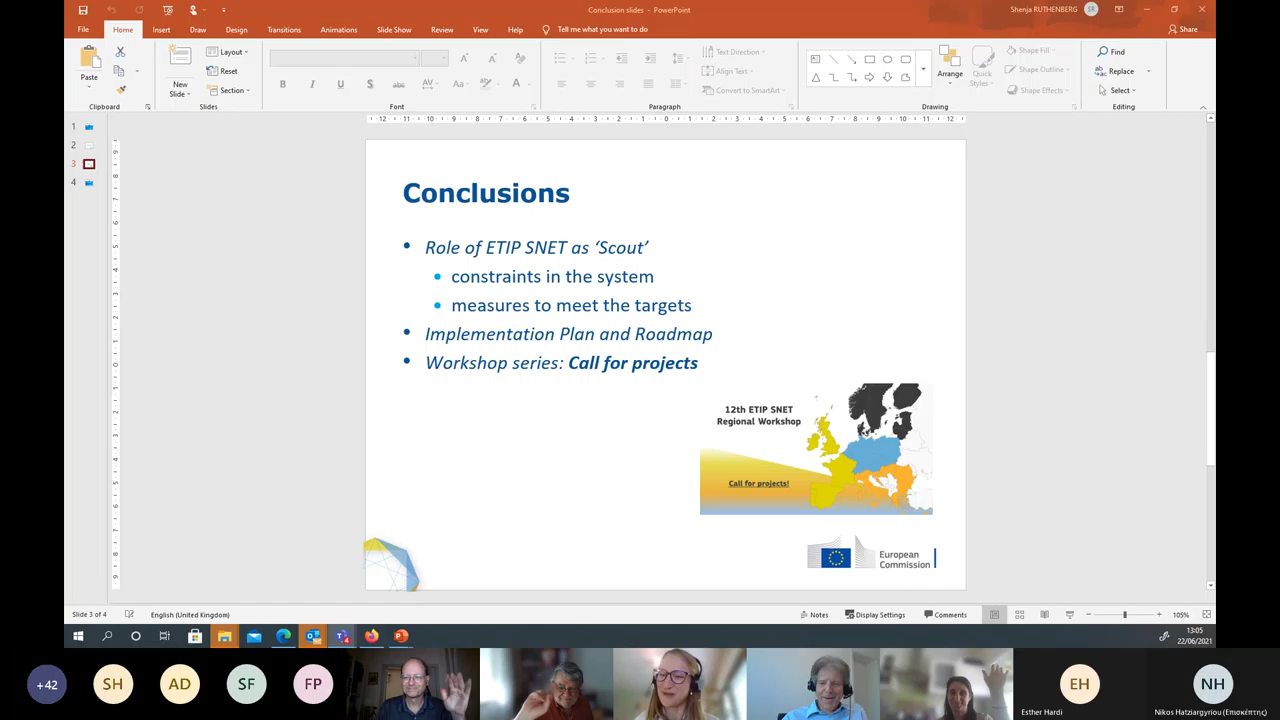 Conclusion slides - PowerPoint
Shenja RUTHENBERG
SR
File
Home
Insert
Draw
Design
Transitions
Animations
Slide Show
Review
View
Help
Tell me what you want to do
Share
Paste
Clipboard
New
Slide
Layout
Reset
Section
Slides
Font
Text Direction
Align Text
Convert to SmartArt
Paragraph
Arrange
Quick
Styles
Shape Fill
Shape Outline
Shape Effects
Drawing
Find
Replace
Select
Editing
1
2
3
4
Conclusions
• Role of ETIP SNET as ‘Scout’
• constraints in the system
• measures to meet the targets
• Implementation Plan and Roadmap
• Workshop series: Call for projects
12th ETIP SNET
Regional Workshop
Call for projects!
European
Commission
Slide 3 of 4
English (United Kingdom)
Notes
Display Settings
Comments
105%
13:05
22/06/2021
+42
SH
AD
SF
FP
EH
Esther Hardi
NH
Nikos Hatziargyriou (Επισκέπτης)